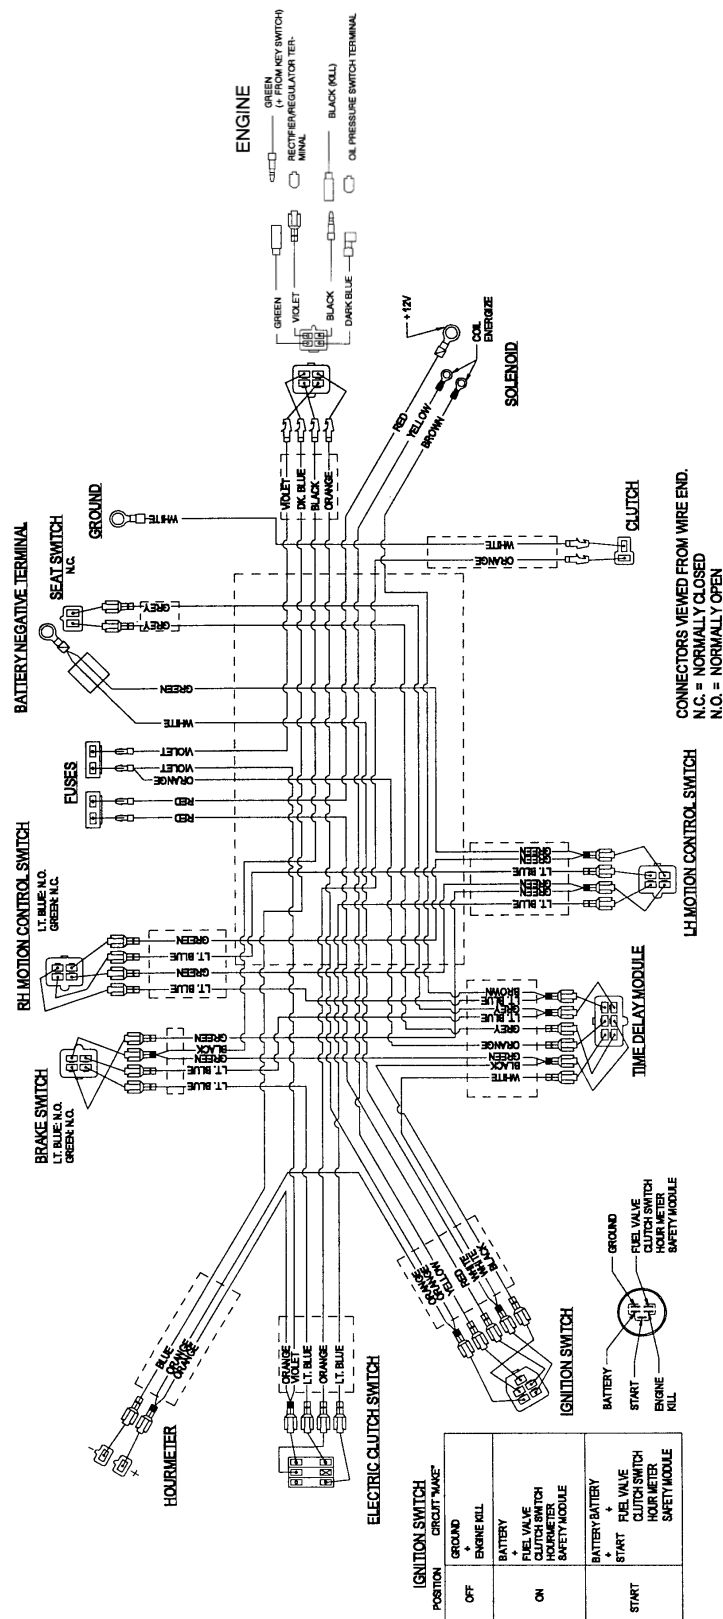 ENGINE
GREEN
(+ FROM KEY SWITCH)
RECTIFIER/REGULATOR TER-
MINAL
BLACK (KILL)
OIL PRESSURE SWITCH TERMINAL
GREEN
VIOLET
BLACK
DARK BLUE
+ 12V
COIL
ENERGIZE
SOLENOID
RED
YELLOW
BROWN
VIOLET
DK. BLUE
BLACK
ORANGE
GROUND
WHITE
SEAT SWITCH
N.C.
GREY
GREY
BATTERY NEGATIVE TERMINAL
GREEN
WHITE
FUSES
VIOLET
VIOLET
ORANGE
RED
RED
WHITE
ORANGE
CLUTCH
CONNECTORS VIEWED FROM WIRE END.
N.C. = NORMALLY CLOSED
N.O. = NORMALLY OPEN
RH MOTION CONTROL SWITCH
LT. BLUE: N.O.
GREEN: N.C.
GREEN
LT. BLUE
GREEN
LT. BLUE
GREEN
GREEN
LT. BLUE
GREEN
GREEN
LT. BLUE
LH MOTION CONTROL SWITCH
BRAKE SWITCH
LT. BLUE: N.O.
GREEN: N.O.
GREEN
BLACK
GREEN
LT. BLUE
LT. BLUE
BROWN
LT. BLUE
GREY
LT. BLUE
GREY
ORANGE
GREEN
BLACK
WHITE
TIME DELAY MODULE
HOURMETER
-
+
BLUE
ORANGE
ORANGE
ELECTRIC CLUTCH SWITCH
ORANGE
VIOLET
LT. BLUE
ORANGE
LT. BLUE
IGNITION SWITCH
ORANGE
ORANGE
YELLOW
RED
WHITE
WHITE
BLACK
BATTERY
START
ENGINE
KILL
GROUND
FUEL VALVE
CLUTCH SWITCH
HOUR METER
SAFETY MODULE
IGNITION SWITCH
POSITION CIRCUIT "MAKE"
OFF
GROUND
+
ENGINE KILL
ON
BATTERY
+
FUEL VALVE
CLUTCH SWITCH
HOURMETER
SAFETY MODULE
START
BATTERY BATTERY
+ +
START FUEL VALVE
CLUTCH SWITCH
HOUR METER
SAFETY MODULE